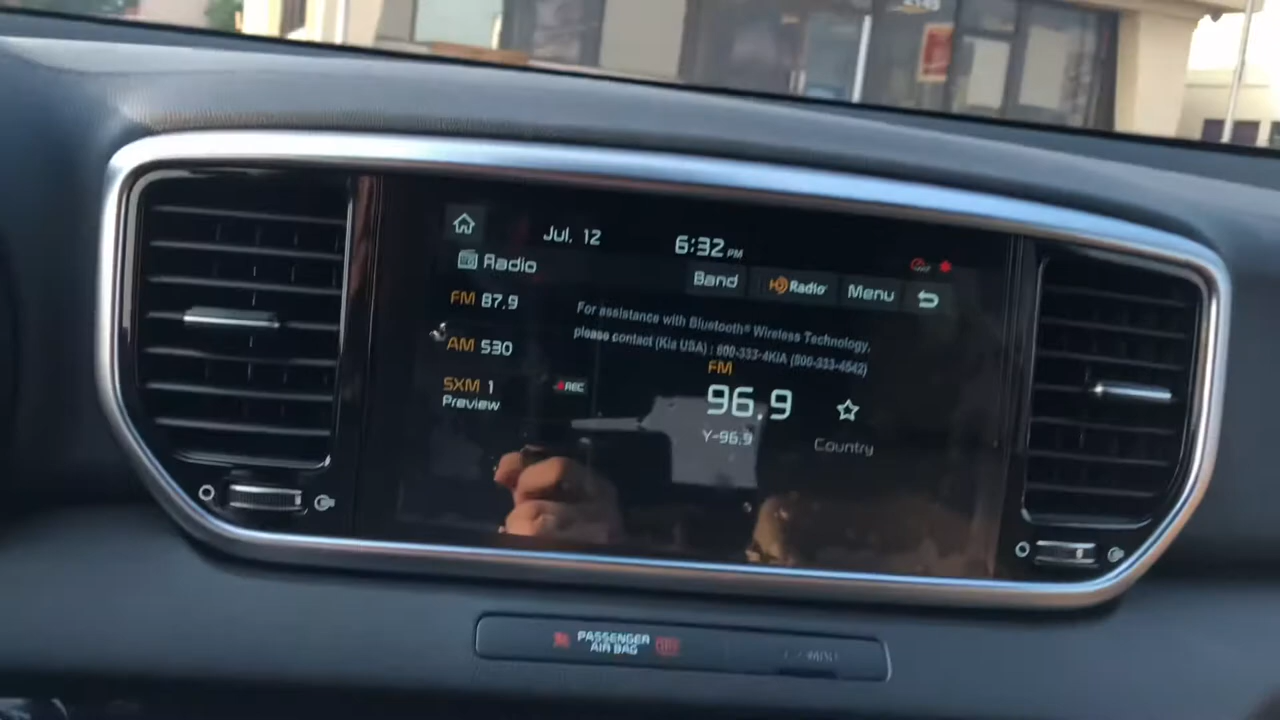 Jul. 12
6:32 PM
Radio
Band
HD Radio
Menu
FM 87.9
AM 530
SXM 1
Preview
REC
For assistance with Bluetooth® Wireless Technology,
please contact (Kia USA) : 800-333-4KIA (800-333-4542)
FM
96.9
Y-96.9
Country
PASSENGER
AIR BAG
OFF